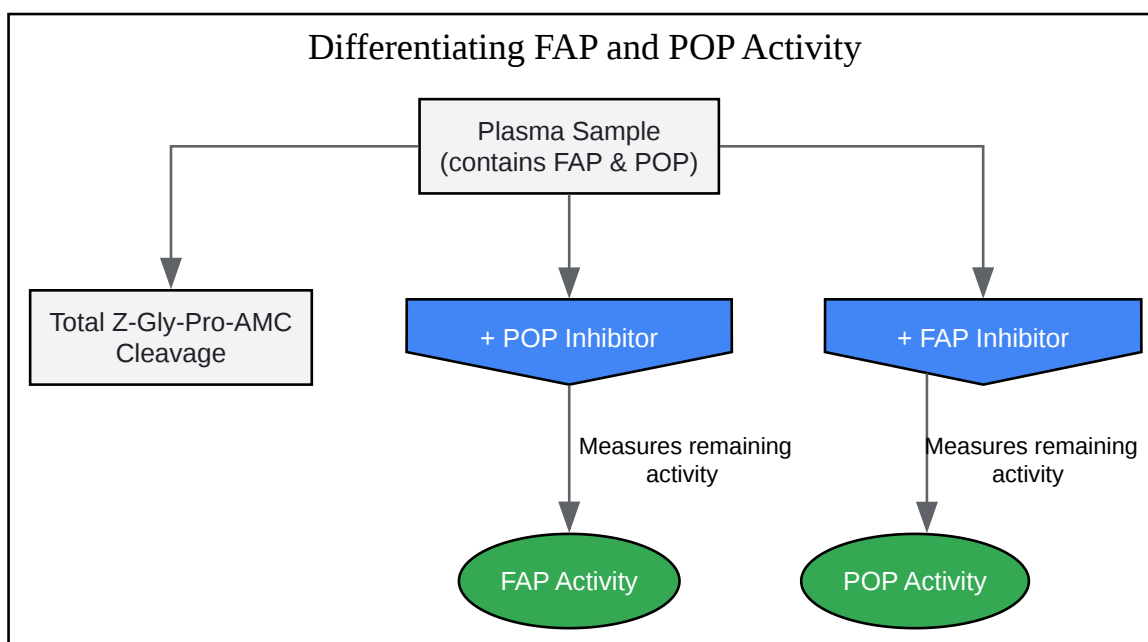 Differentiating FAP and POP Activity
Plasma Sample
(contains FAP & POP)
Total Z-Gly-Pro-AMC
Cleavage
+ POP Inhibitor
+ FAP Inhibitor
Measures remaining
activity
Measures remaining
activity
FAP Activity
POP Activity